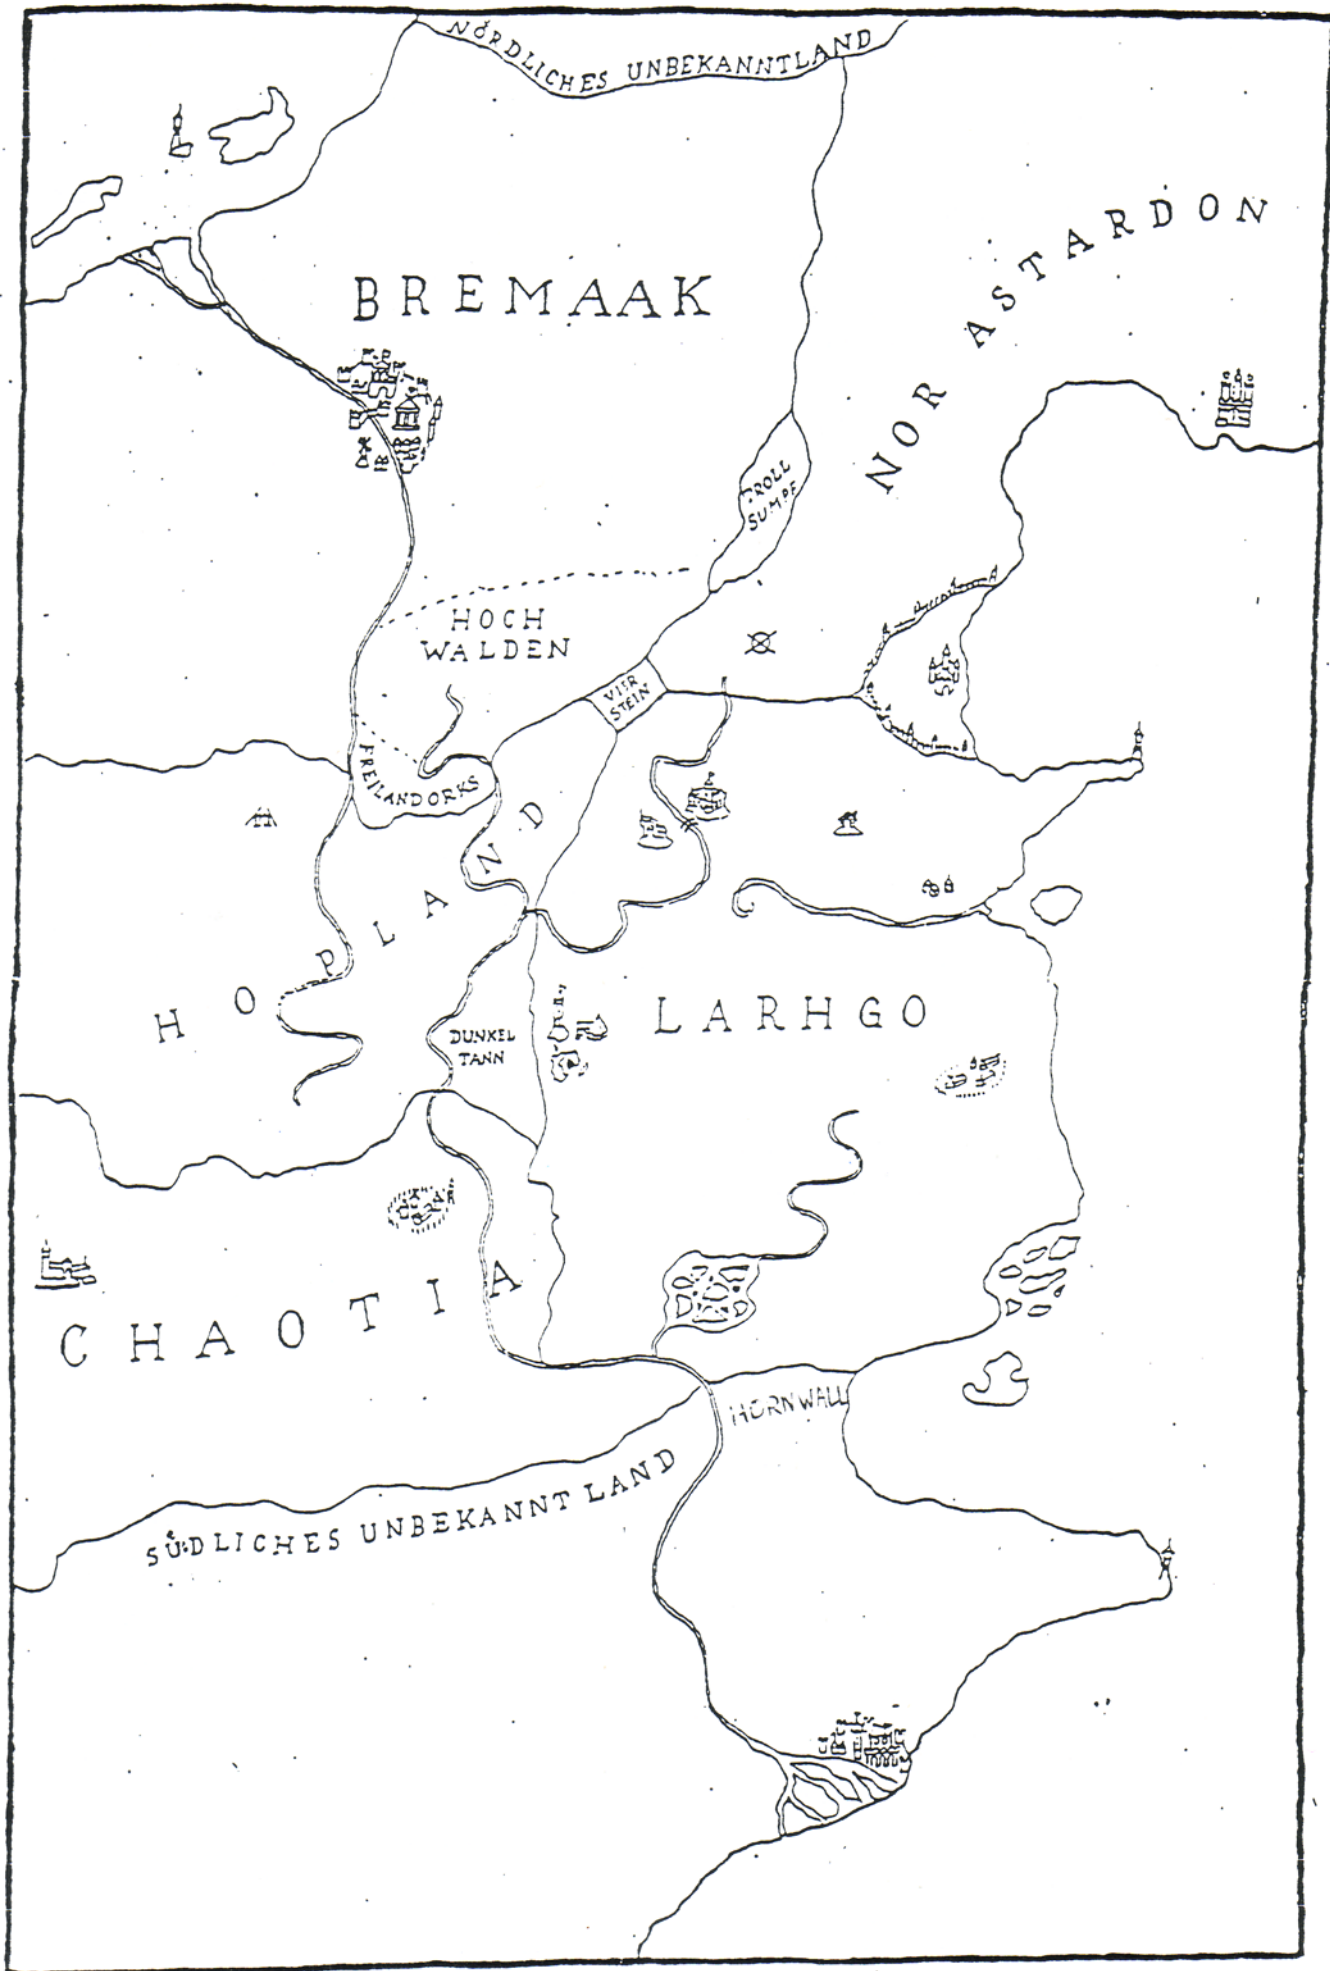 NÖRDLICHES UNBEKANNTLAND
NOR ASTARDON
BREMAAK
TROLL
SUMPF
HOCH
WALDEN
VIER
STEIN
FREILANDORKS
HOPLAND
LARHGO
DUNKEL
TANN
CHAOTIA
HORNWALL
SÜDLICHES UNBEKANNT LAND